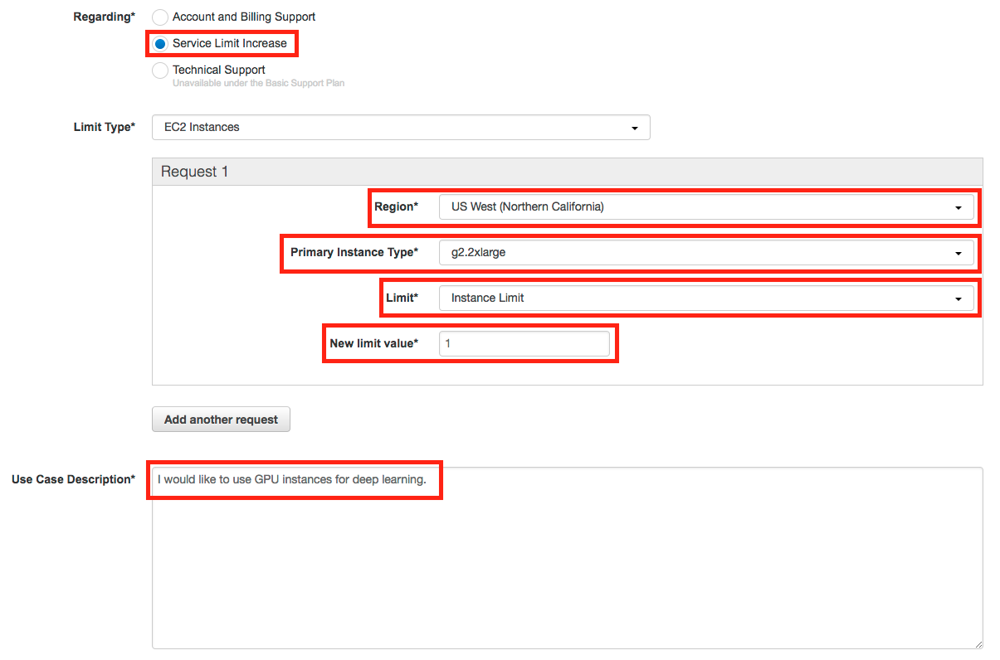 Regarding*
Account and Billing Support
Service Limit Increase
Technical Support
Unavailable under the Basic Support Plan
Limit Type*
EC2 Instances
Request 1
Region*
US West (Northern California)
Primary Instance Type*
g2.2xlarge
Limit*
Instance Limit
New limit value*
1
Add another request
Use Case Description*
I would like to use GPU instances for deep learning.